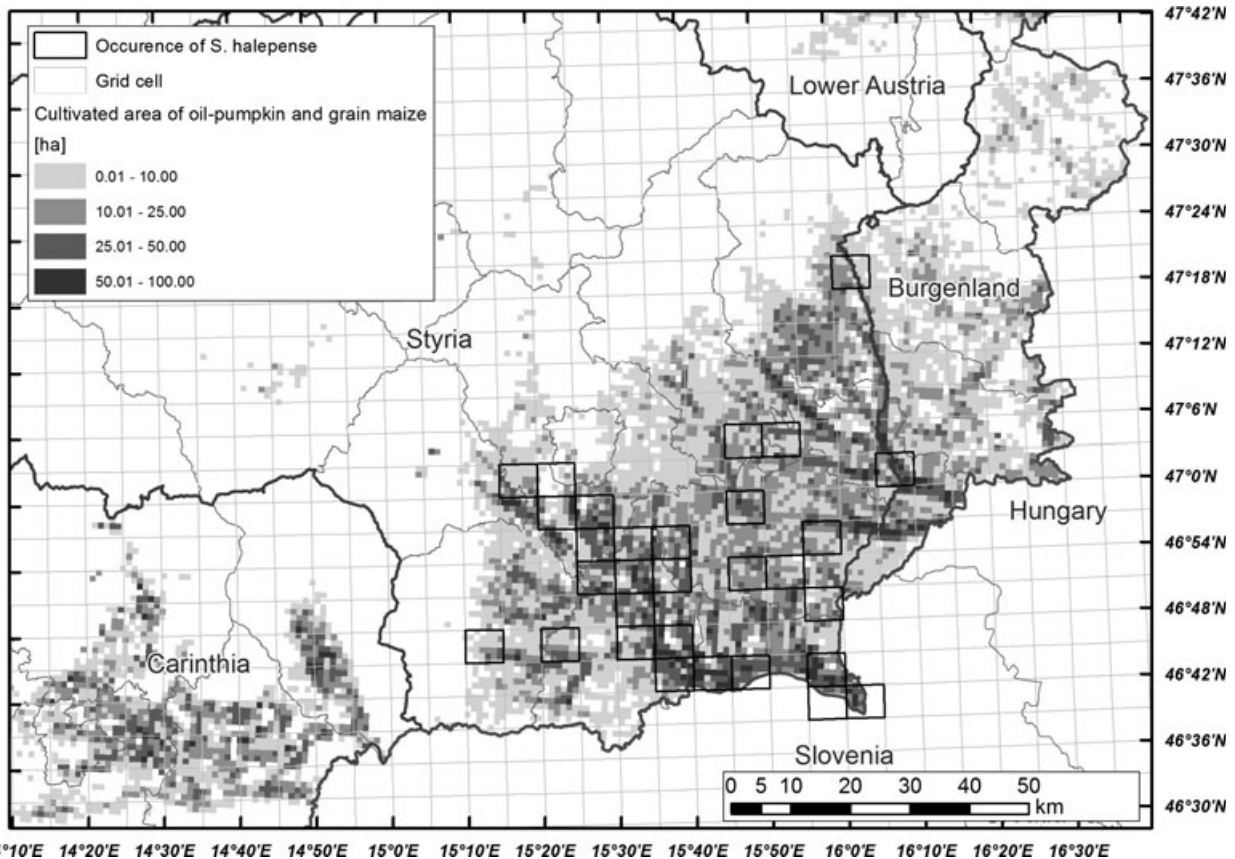 Occurence of S. halepense
Grid cell
Cultivated area of oil-pumpkin and grain maize
[ha]
0.01 - 10.00
10.01 - 25.00
25.01 - 50.00
50.01 - 100.00
Lower Austria
Burgenland
Styria
Hungary
Carinthia
Slovenia
0 5 10 20 30 40 50
km
47°42'N
47°36'N
47°30'N
47°24'N
47°18'N
47°12'N
47°6'N
47°0'N
46°54'N
46°48'N
46°42'N
46°36'N
46°30'N
14°20'E 14°30'E 14°40'E 14°50'E 15°0'E 15°10'E 15°20'E 15°30'E 15°40'E 15°50'E 16°0'E 16°10'E 16°20'E 16°30'E